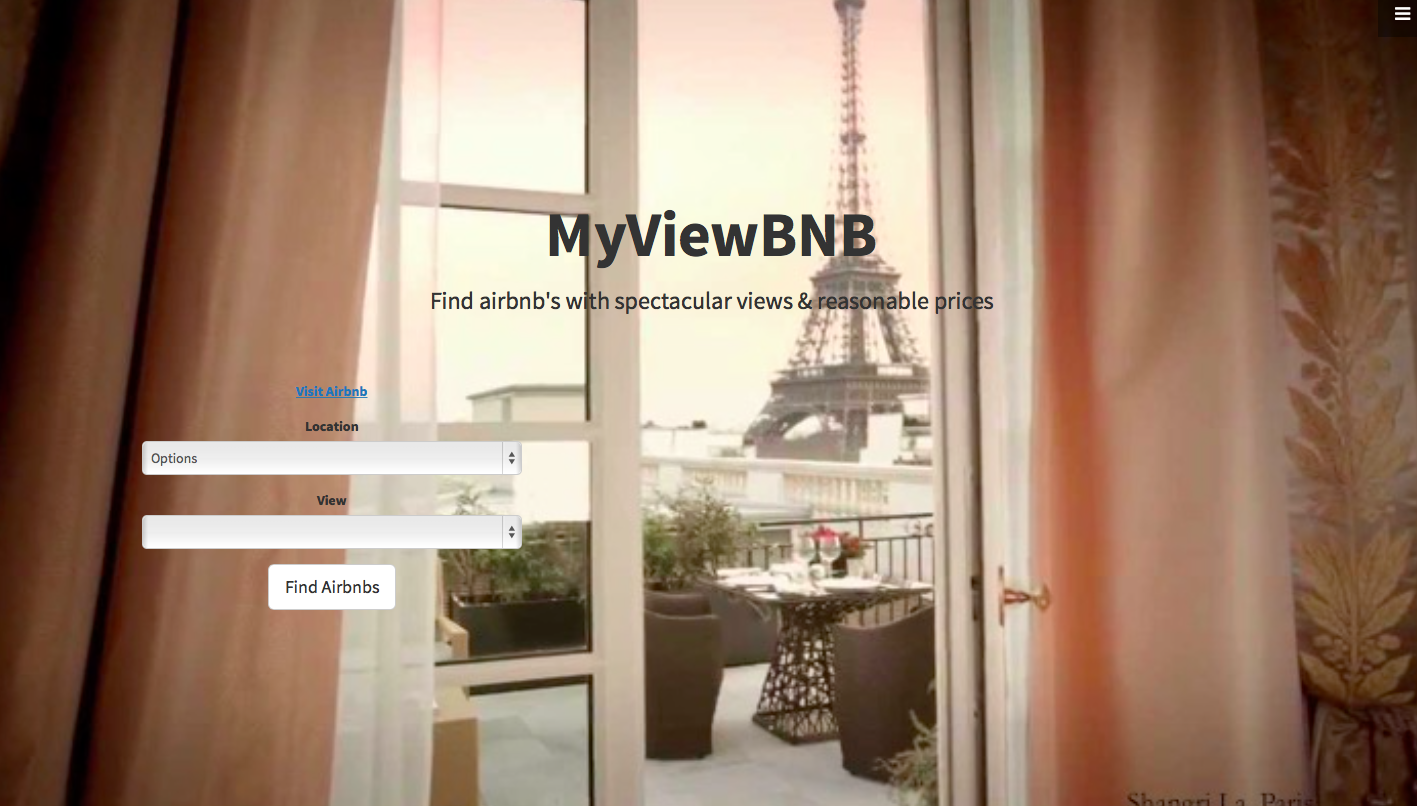 MyViewBNB
Find airbnb's with spectacular views & reasonable prices
Visit Airbnb
Location
Options
View
Find Airbnbs
Shangri La, Paris